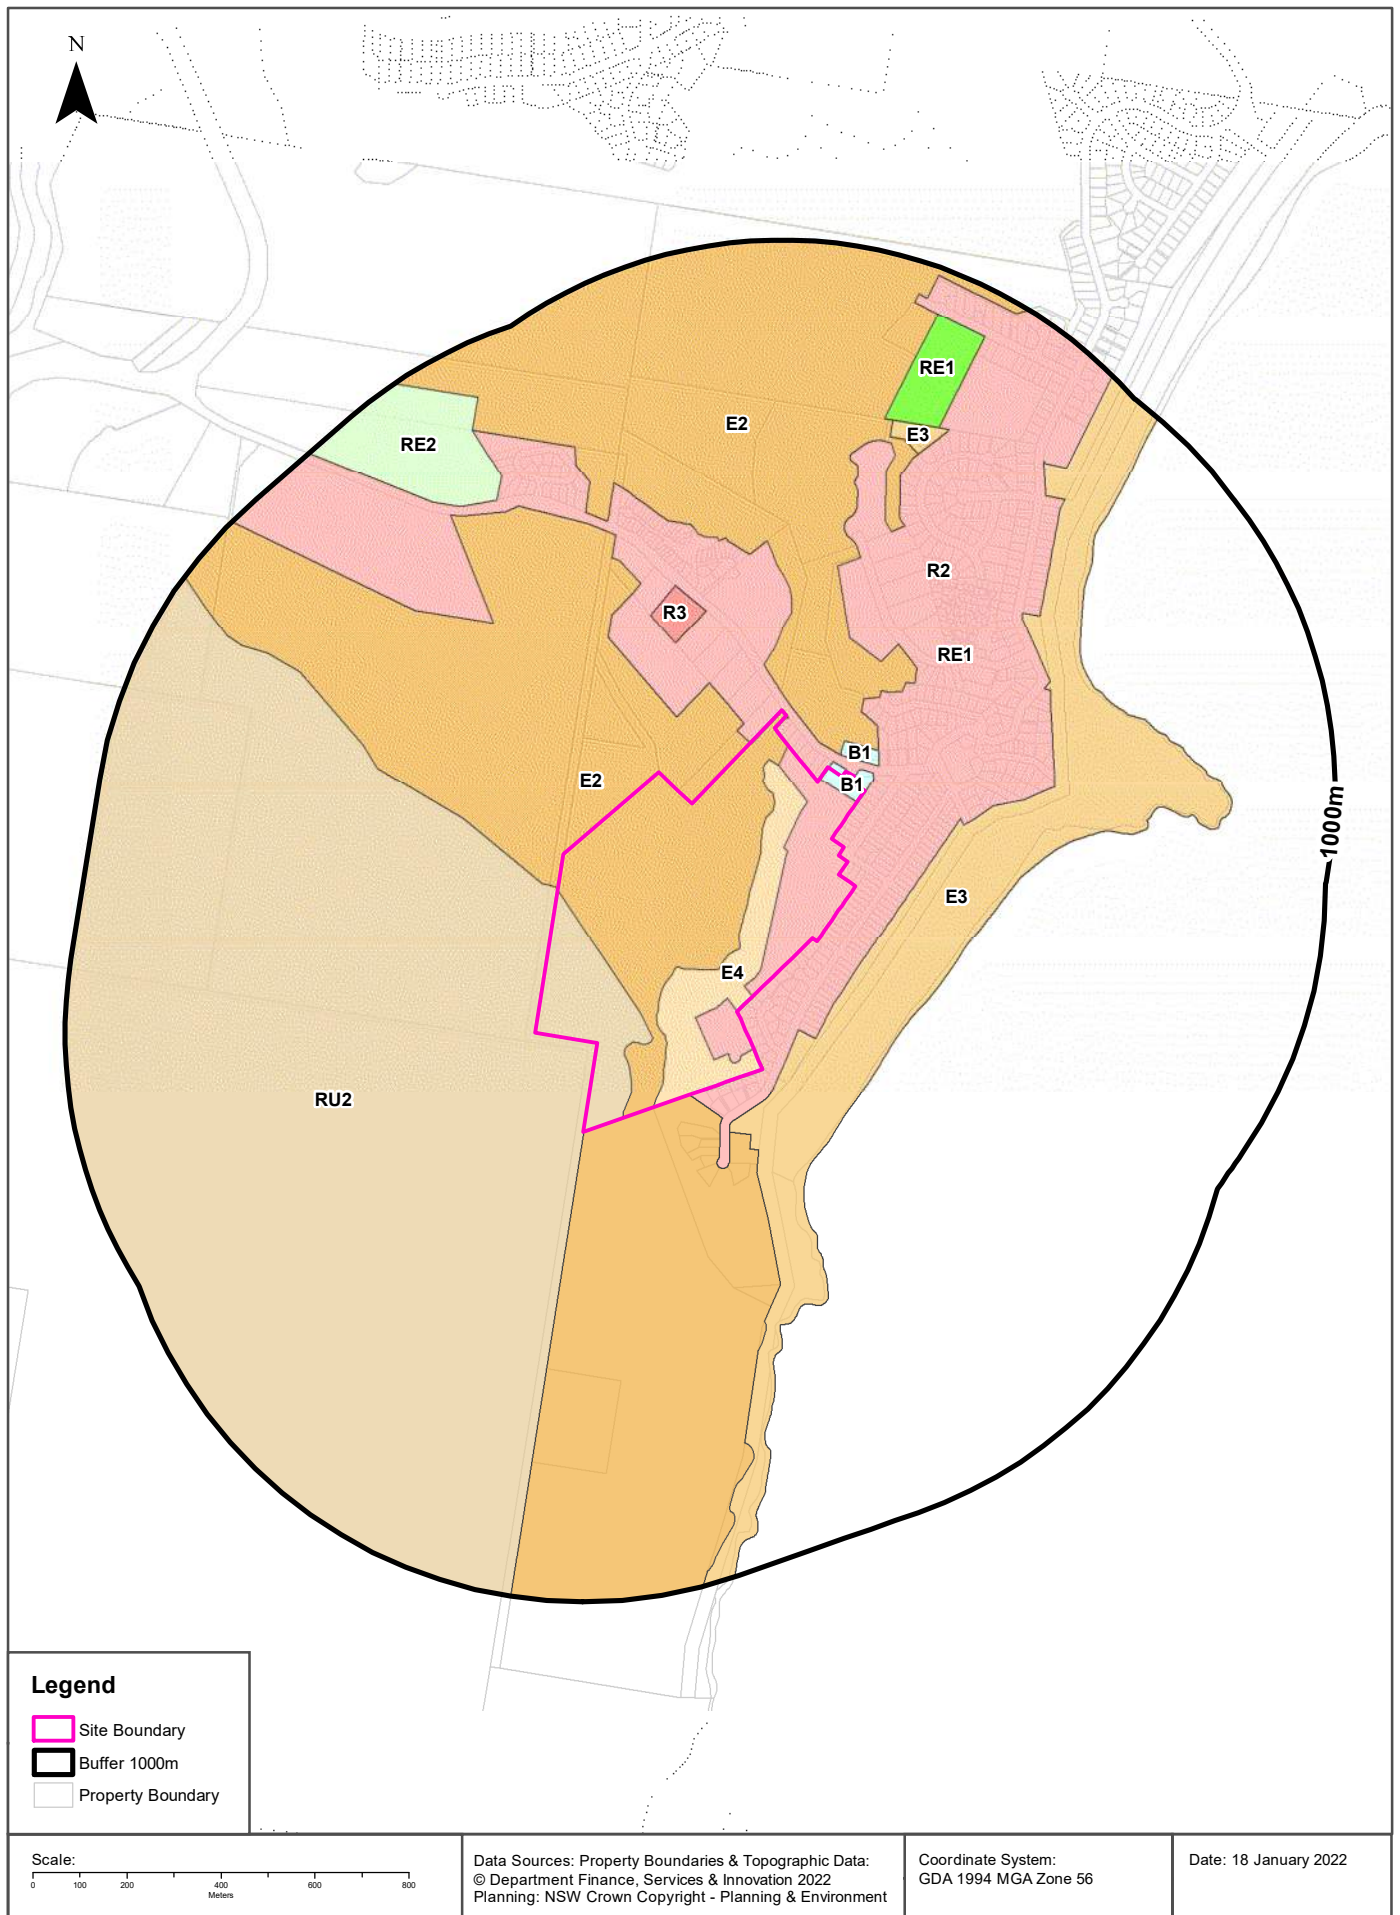 N
RE1
E2
E3
RE2
R2
R3
RE1
B1
E2
B1
1000m
E3
E4
RU2
Legend
Site Boundary
Buffer 1000m
Property Boundary
Scale:
0 100 200 400 600 800
Meters
Data Sources: Property Boundaries & Topographic Data:
© Department Finance, Services & Innovation 2022
Planning: NSW Crown Copyright - Planning & Environment
Coordinate System:
GDA 1994 MGA Zone 56
Date: 18 January 2022